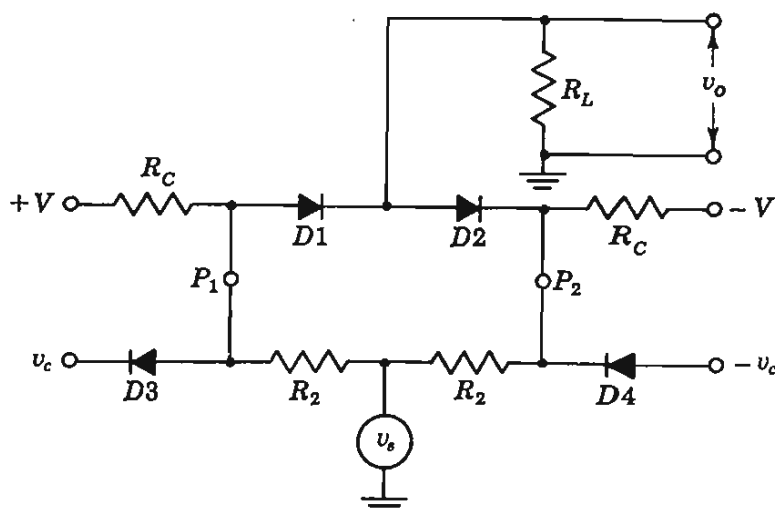 R_L
v_o
R_C
+V
D1
D2
R_C
-V
P_1
P_2
v_c
D3
R_2
R_2
D4
-v_c
v_s